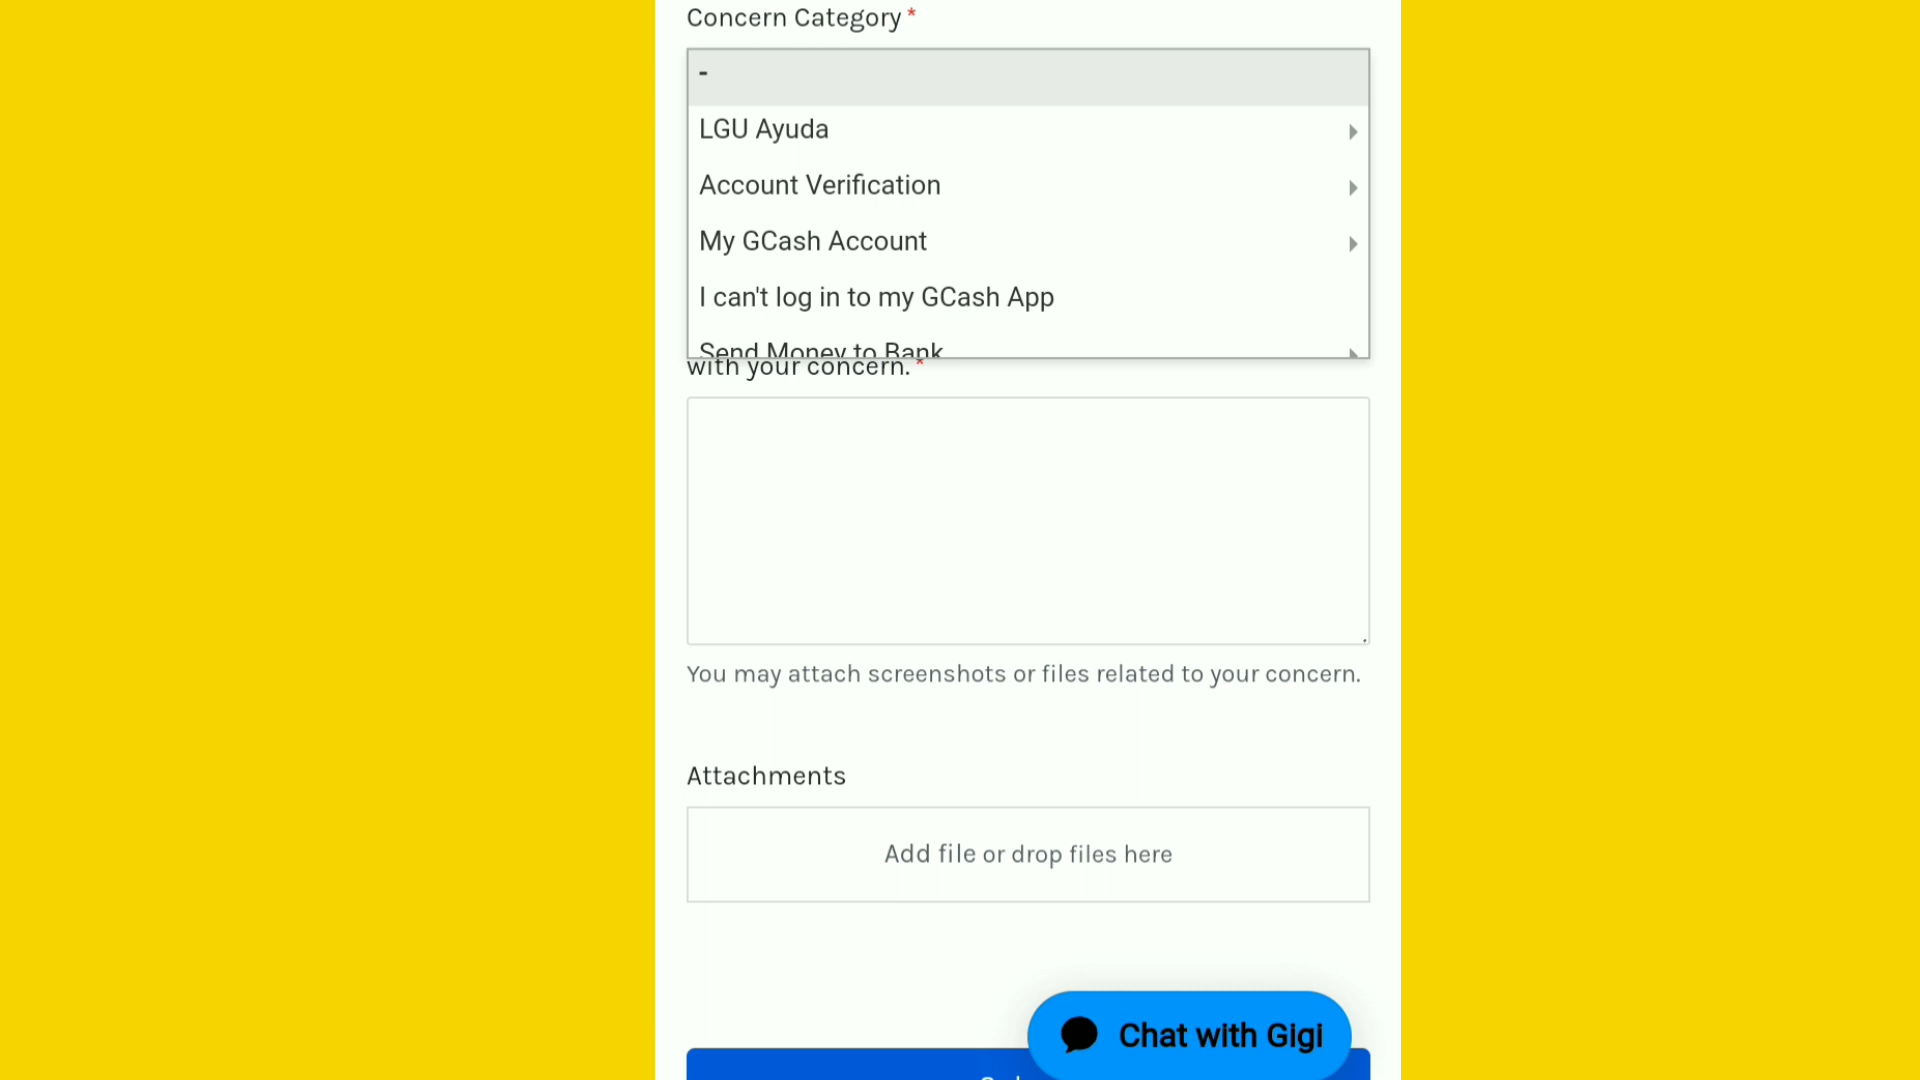 Concern Category *
-
LGU Ayuda
Account Verification
My GCash Account
I can't log in to my GCash App
Send Money to Bank
with your concern. *
You may attach screenshots or files related to your concern.
Attachments
Add file or drop files here
Chat with Gigi